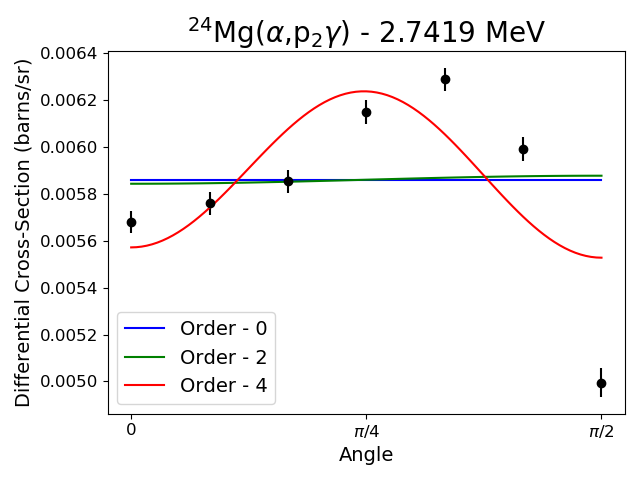 ²⁴Mg(α,p₂γ) - 2.7419 MeV
Differential Cross-Section (barns/sr)
0.0064
0.0062
0.0060
0.0058
0.0056
0.0054
0.0052
0.0050
Order - 0
Order - 2
Order - 4
0
π/4
π/2
Angle